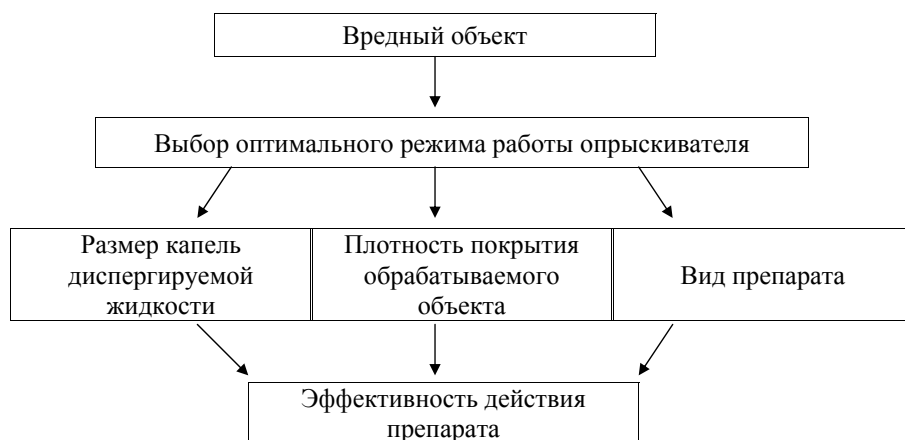 Вредный объект
Выбор оптимального режима работы опрыскивателя
Размер капель
диспергируемой
жидкости
Плотность покрытия
обрабатываемого
объекта
Вид препарата
Эффективность действия
препарата